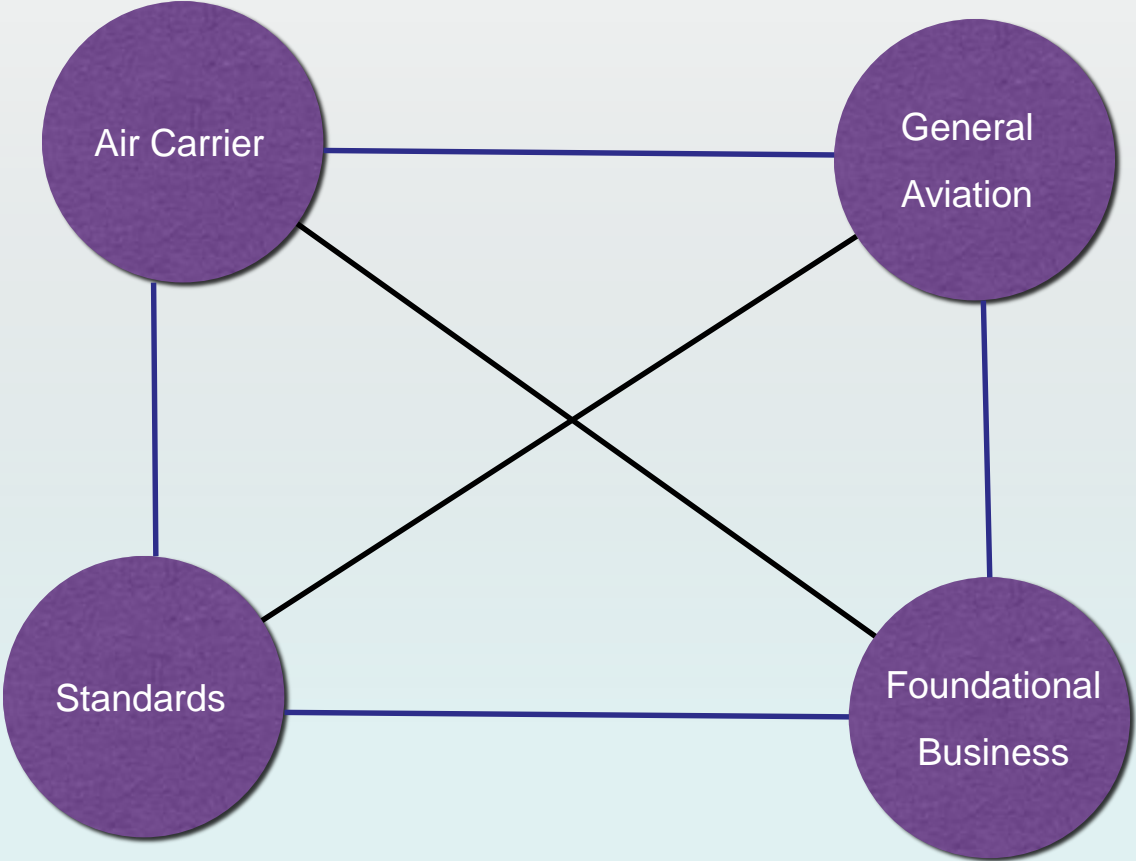 Air Carrier
General
Aviation
Standards
Foundational
Business